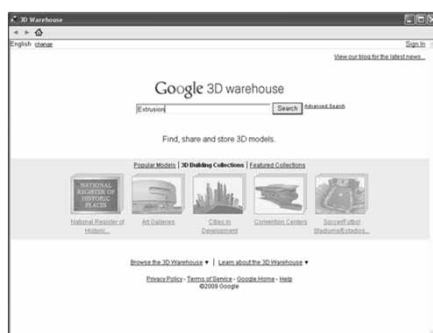 3D Warehouse
English change
Sign In
View our blog for the latest news...
Google 3D warehouse
Extrusion
Search
Advanced Search
Find, share and store 3D models.
Popular Models | 3D Building Collections | Featured Collections
NATIONAL
REGISTER OF
HISTORIC
PLACES
National Register of
Historic...
Art Galleries
Cities in
Development
Convention Centers
Soccer/Futbol
Stadiums/Estadios...
Browse the 3D Warehouse ▼ | Learn about the 3D Warehouse ▼
Privacy Policy - Terms of Service - Google Home - Help
©2009 Google